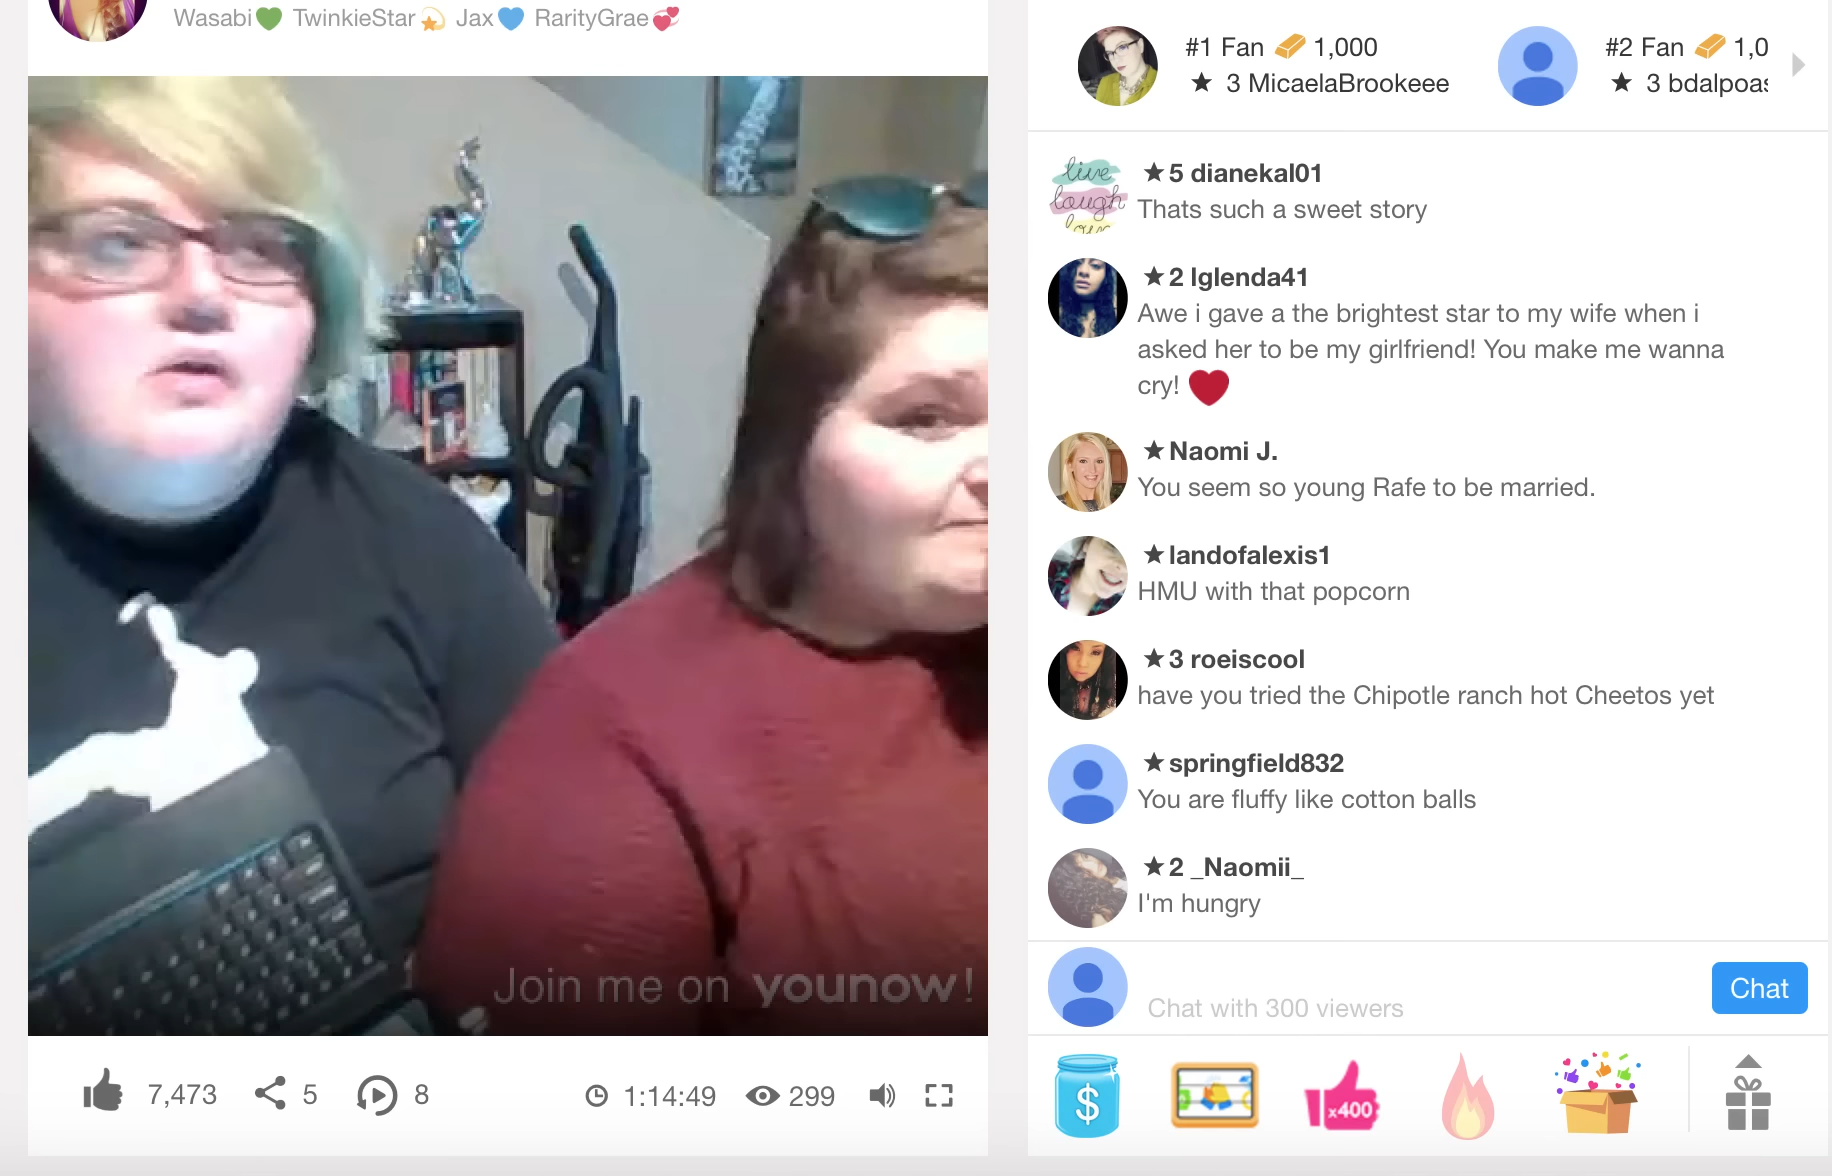 Wasabi💚 TwinkieStar💫 Jax💙 RarityGrae💞
#1 Fan 1,000
★ 3 MicaelaBrookeee
#2 Fan 1,0
★ 3 bdalpoas
live
laugh
★5 dianekal01
Thats such a sweet story
★2 lglenda41
Awe i gave a the brightest star to my wife when i
asked her to be my girlfriend! You make me wanna
cry! ❤
★Naomi J.
You seem so young Rafe to be married.
★landofalexis1
HMU with that popcorn
★3 roeiscool
have you tried the Chipotle ranch hot Cheetos yet
★springfield832
You are fluffy like cotton balls
★2 _Naomii_
I'm hungry
Join me on younow!
Chat with 300 viewers
Chat
7,473
5
8
1:14:49
299
$
x400